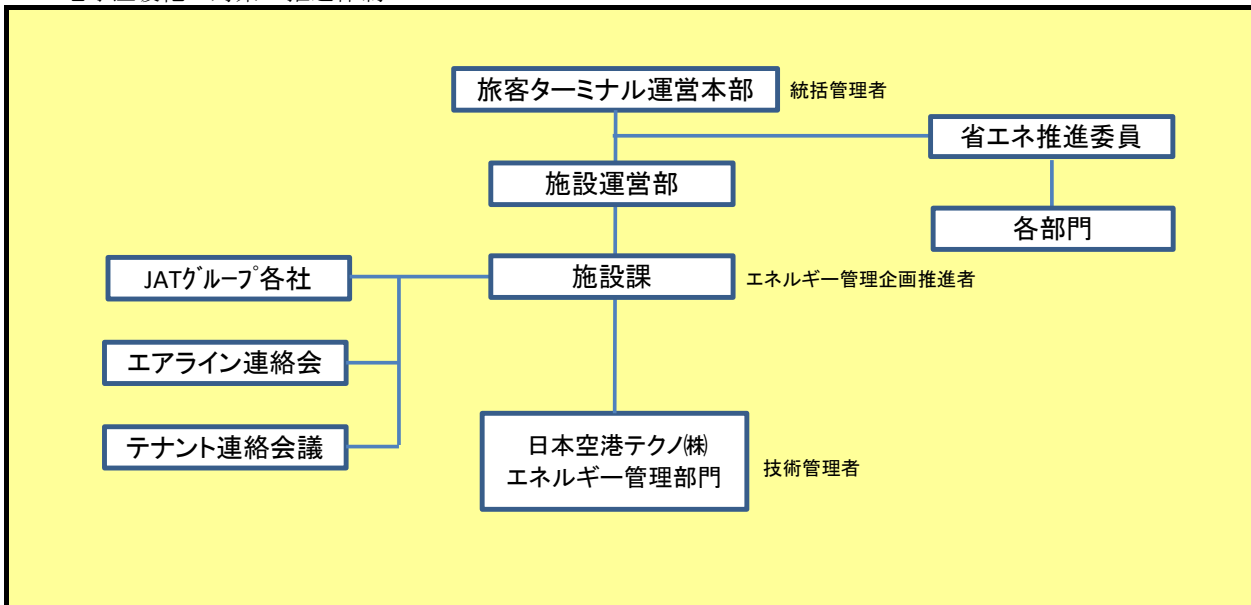 旅客ターミナル運営本部
統括管理者
省エネ推進委員
施設運営部
各部門
JATｸﾞﾙｰﾌﾟ各社
施設課
エネルギー管理企画推進者
エアライン連絡会
テナント連絡会議
日本空港テクノ㈱
エネルギー管理部門
技術管理者